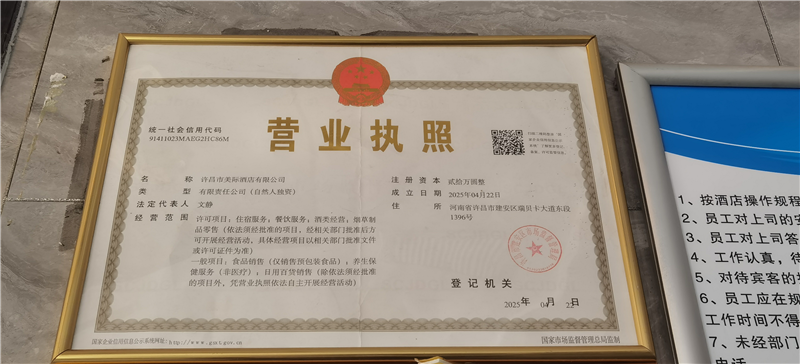 统一社会信用代码
91411023MAEG2HC86M
营业执照
名称 许昌市美际酒店有限公司
类型 有限责任公司（自然人独资）
法定代表人 文静
经营范围 许可项目：住宿服务；餐饮服务；酒类经营；烟草制
品零售（依法须经批准的项目，经相关部门批准后方
可开展经营活动，具体经营项目以相关部门批准文件
或许可证件为准）
一般项目：食品销售（仅销售预包装食品）；养生保
健服务（非医疗）；日用百货销售（除依法须经批准
的项目外，凭营业执照依法自主开展经营活动）
注册资本 贰拾万圆整
成立日期 2025年04月22日
住所 河南省许昌市建安区瑞贝卡大道东段
1396号
登记机关
2025年04月22日
国家企业信用信息公示系统网址：http://www.gsxt.gov.cn
国家市场监督管理总局监制
1、按酒店操作规程
2、员工对上司的安
3、员工对上司答
4、工作认真，待
5、对待宾客的
6、员工应在规
工作时间不得
7、未经部门
电话